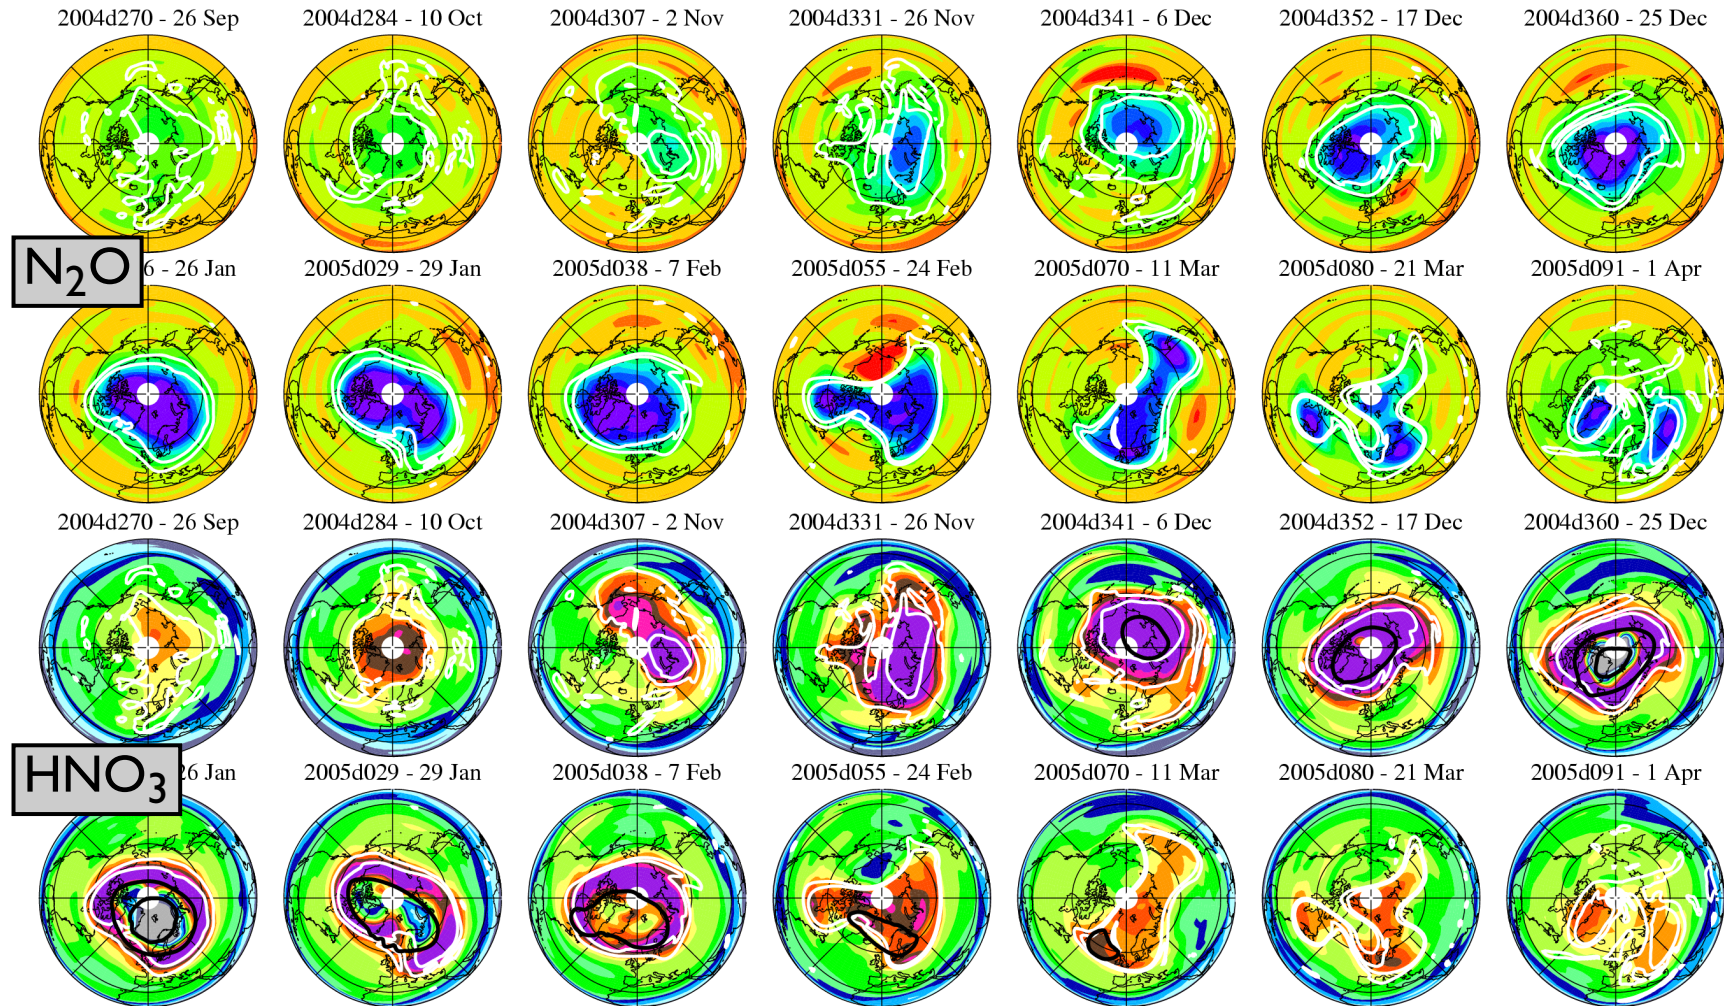 2004d270 - 26 Sep 2004d284 - 10 Oct 2004d307 - 2 Nov 2004d331 - 26 Nov 2004d341 - 6 Dec 2004d352 - 17 Dec 2004d360 - 25 Dec
N2O
6 - 26 Jan 2005d029 - 29 Jan 2005d038 - 7 Feb 2005d055 - 24 Feb 2005d070 - 11 Mar 2005d080 - 21 Mar 2005d091 - 1 Apr
2004d270 - 26 Sep 2004d284 - 10 Oct 2004d307 - 2 Nov 2004d331 - 26 Nov 2004d341 - 6 Dec 2004d352 - 17 Dec 2004d360 - 25 Dec
HNO3
26 Jan 2005d029 - 29 Jan 2005d038 - 7 Feb 2005d055 - 24 Feb 2005d070 - 11 Mar 2005d080 - 21 Mar 2005d091 - 1 Apr